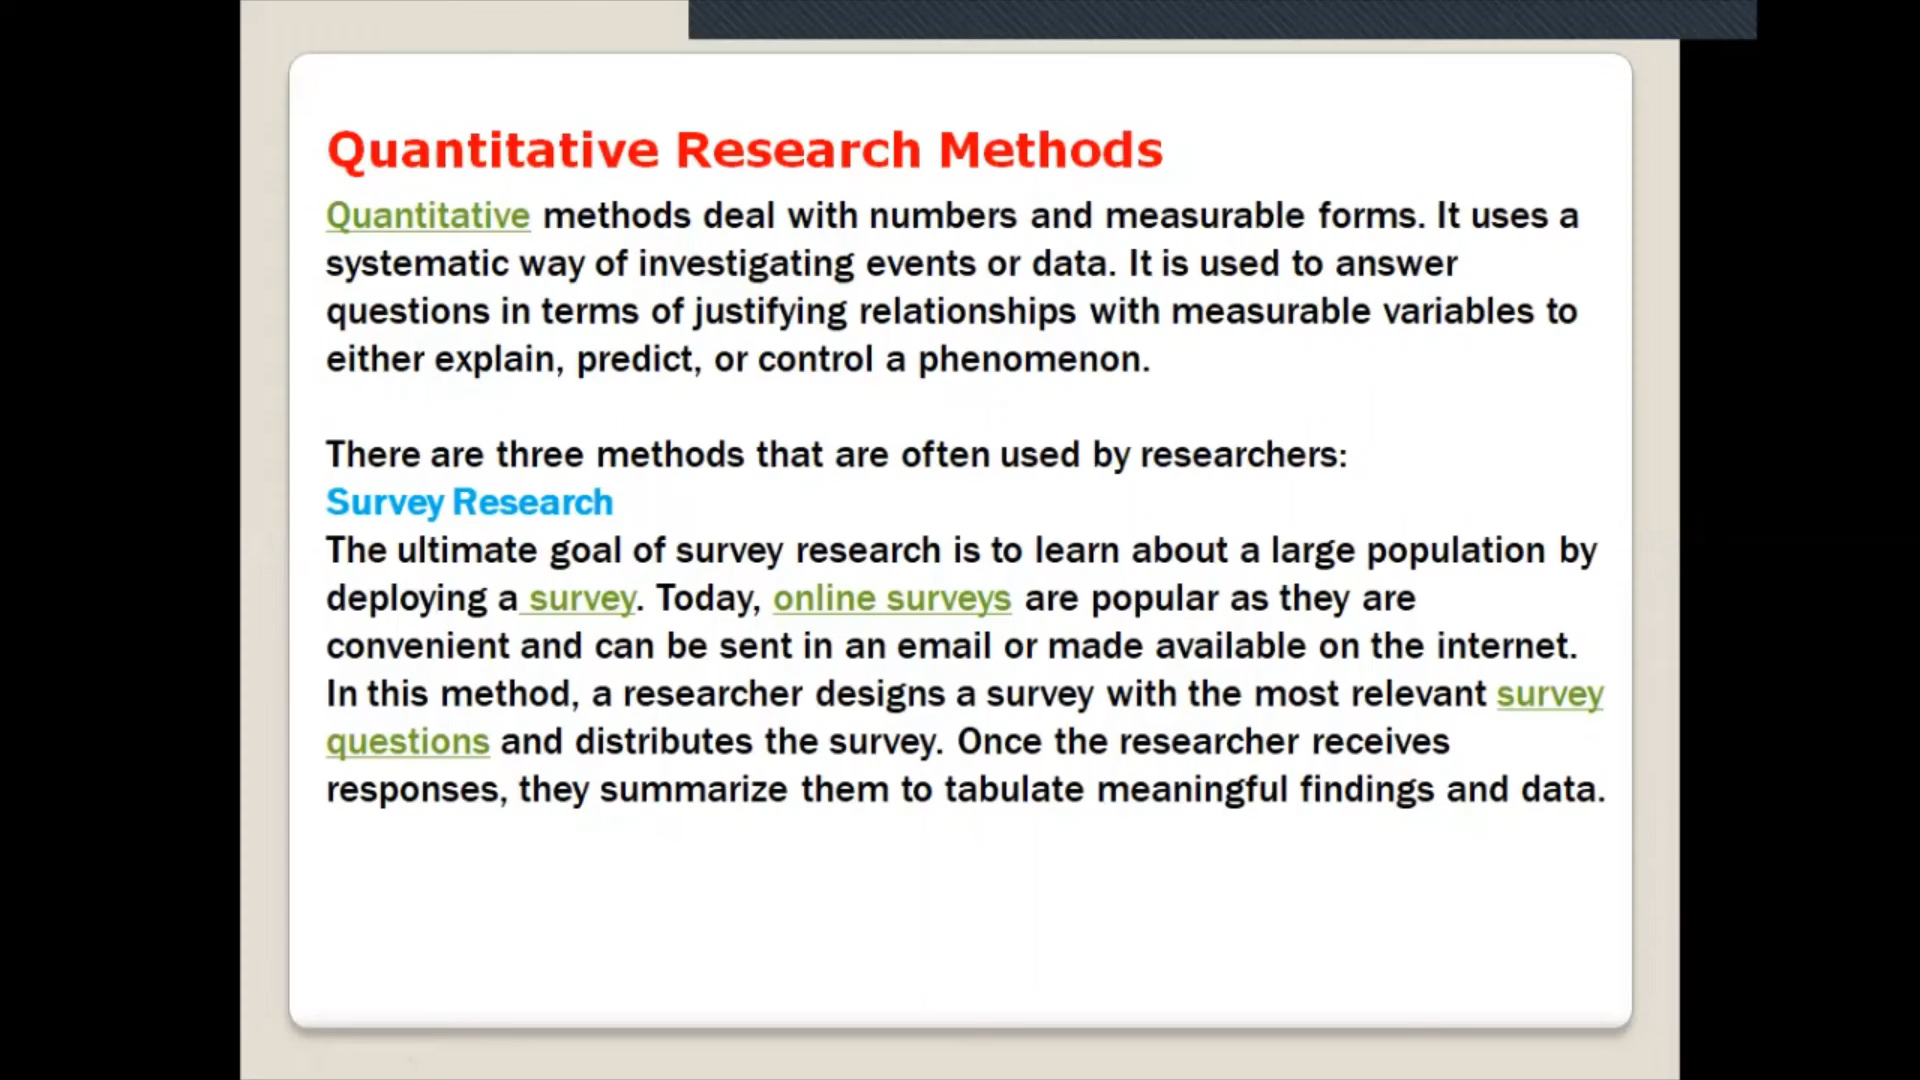 Quantitative Research Methods
Quantitative methods deal with numbers and measurable forms. It uses a
systematic way of investigating events or data. It is used to answer
questions in terms of justifying relationships with measurable variables to
either explain, predict, or control a phenomenon.
There are three methods that are often used by researchers:
Survey Research
The ultimate goal of survey research is to learn about a large population by
deploying a survey. Today, online surveys are popular as they are
convenient and can be sent in an email or made available on the internet.
In this method, a researcher designs a survey with the most relevant survey
questions and distributes the survey. Once the researcher receives
responses, they summarize them to tabulate meaningful findings and data.